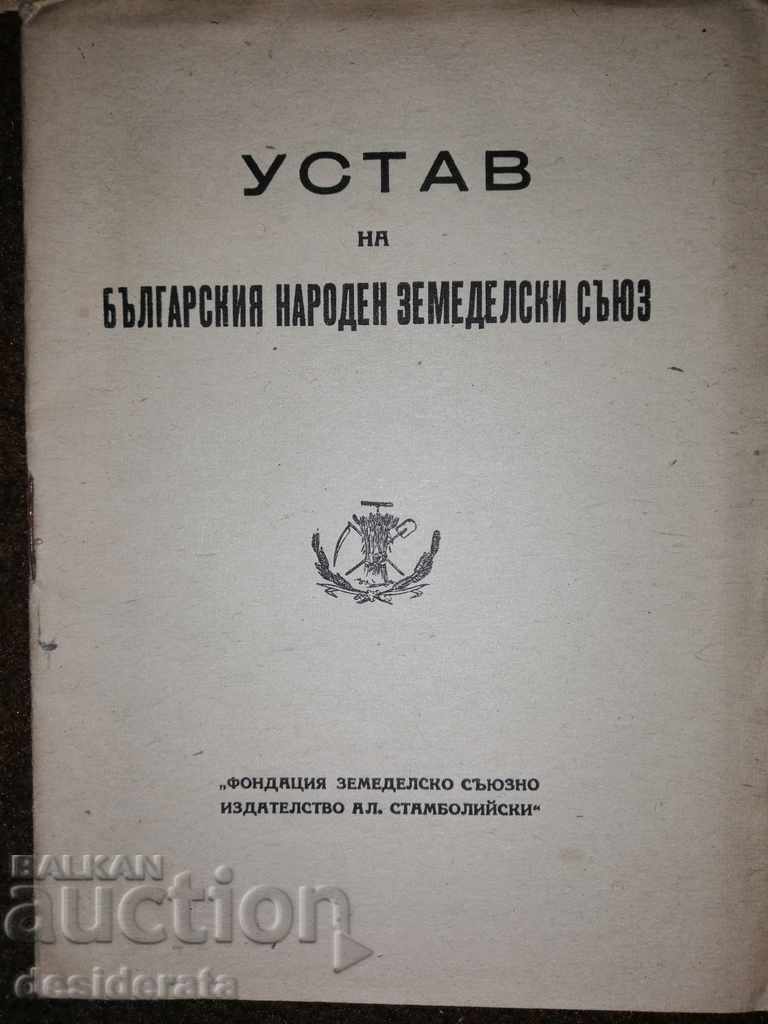 УСТАВ
НА
БЪЛГАРСКИЯ НАРОДЕН ЗЕМЕДЕЛСКИ СЪЮЗ
„ФОНДАЦИЯ ЗЕМЕДЕЛСКО СЪЮЗНО
ИЗДАТЕЛСТВО АЛ. СТАМБОЛИЙСКИ“
BALKAN
auction
desiderata